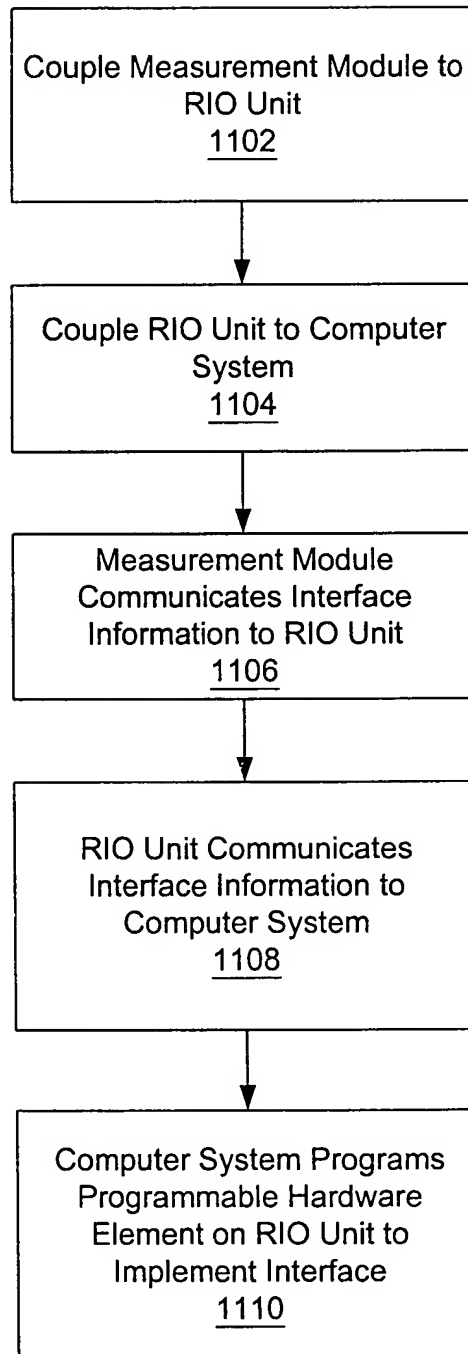 Couple Measurement Module to
RIO Unit
1102
Couple RIO Unit to Computer
System
1104
Measurement Module
Communicates Interface
Information to RIO Unit
1106
RIO Unit Communicates
Interface Information to
Computer System
1108
Computer System Programs
Programmable Hardware
Element on RIO Unit to
Implement Interface
1110